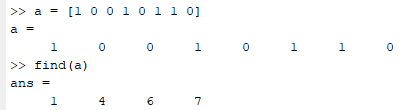 >> a = [1 0 0 1 0 1 1 0]
a =
1 0 0 1 0 1 1 0
>> find(a)
ans =
1 4 6 7